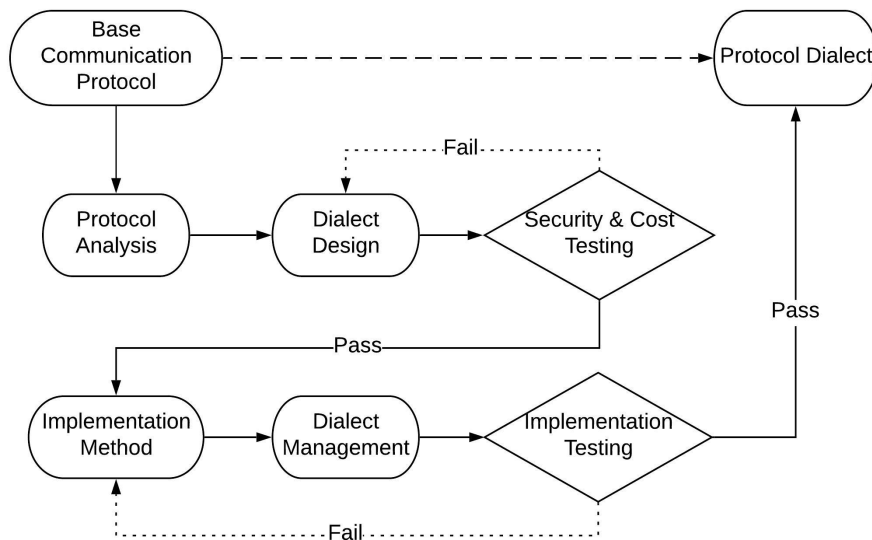 Base
Communication
Protocol
Protocol Dialect
Fail
Protocol
Analysis
Dialect
Design
Security & Cost
Testing
Pass
Pass
Implementation
Method
Dialect
Management
Implementation
Testing
Fail